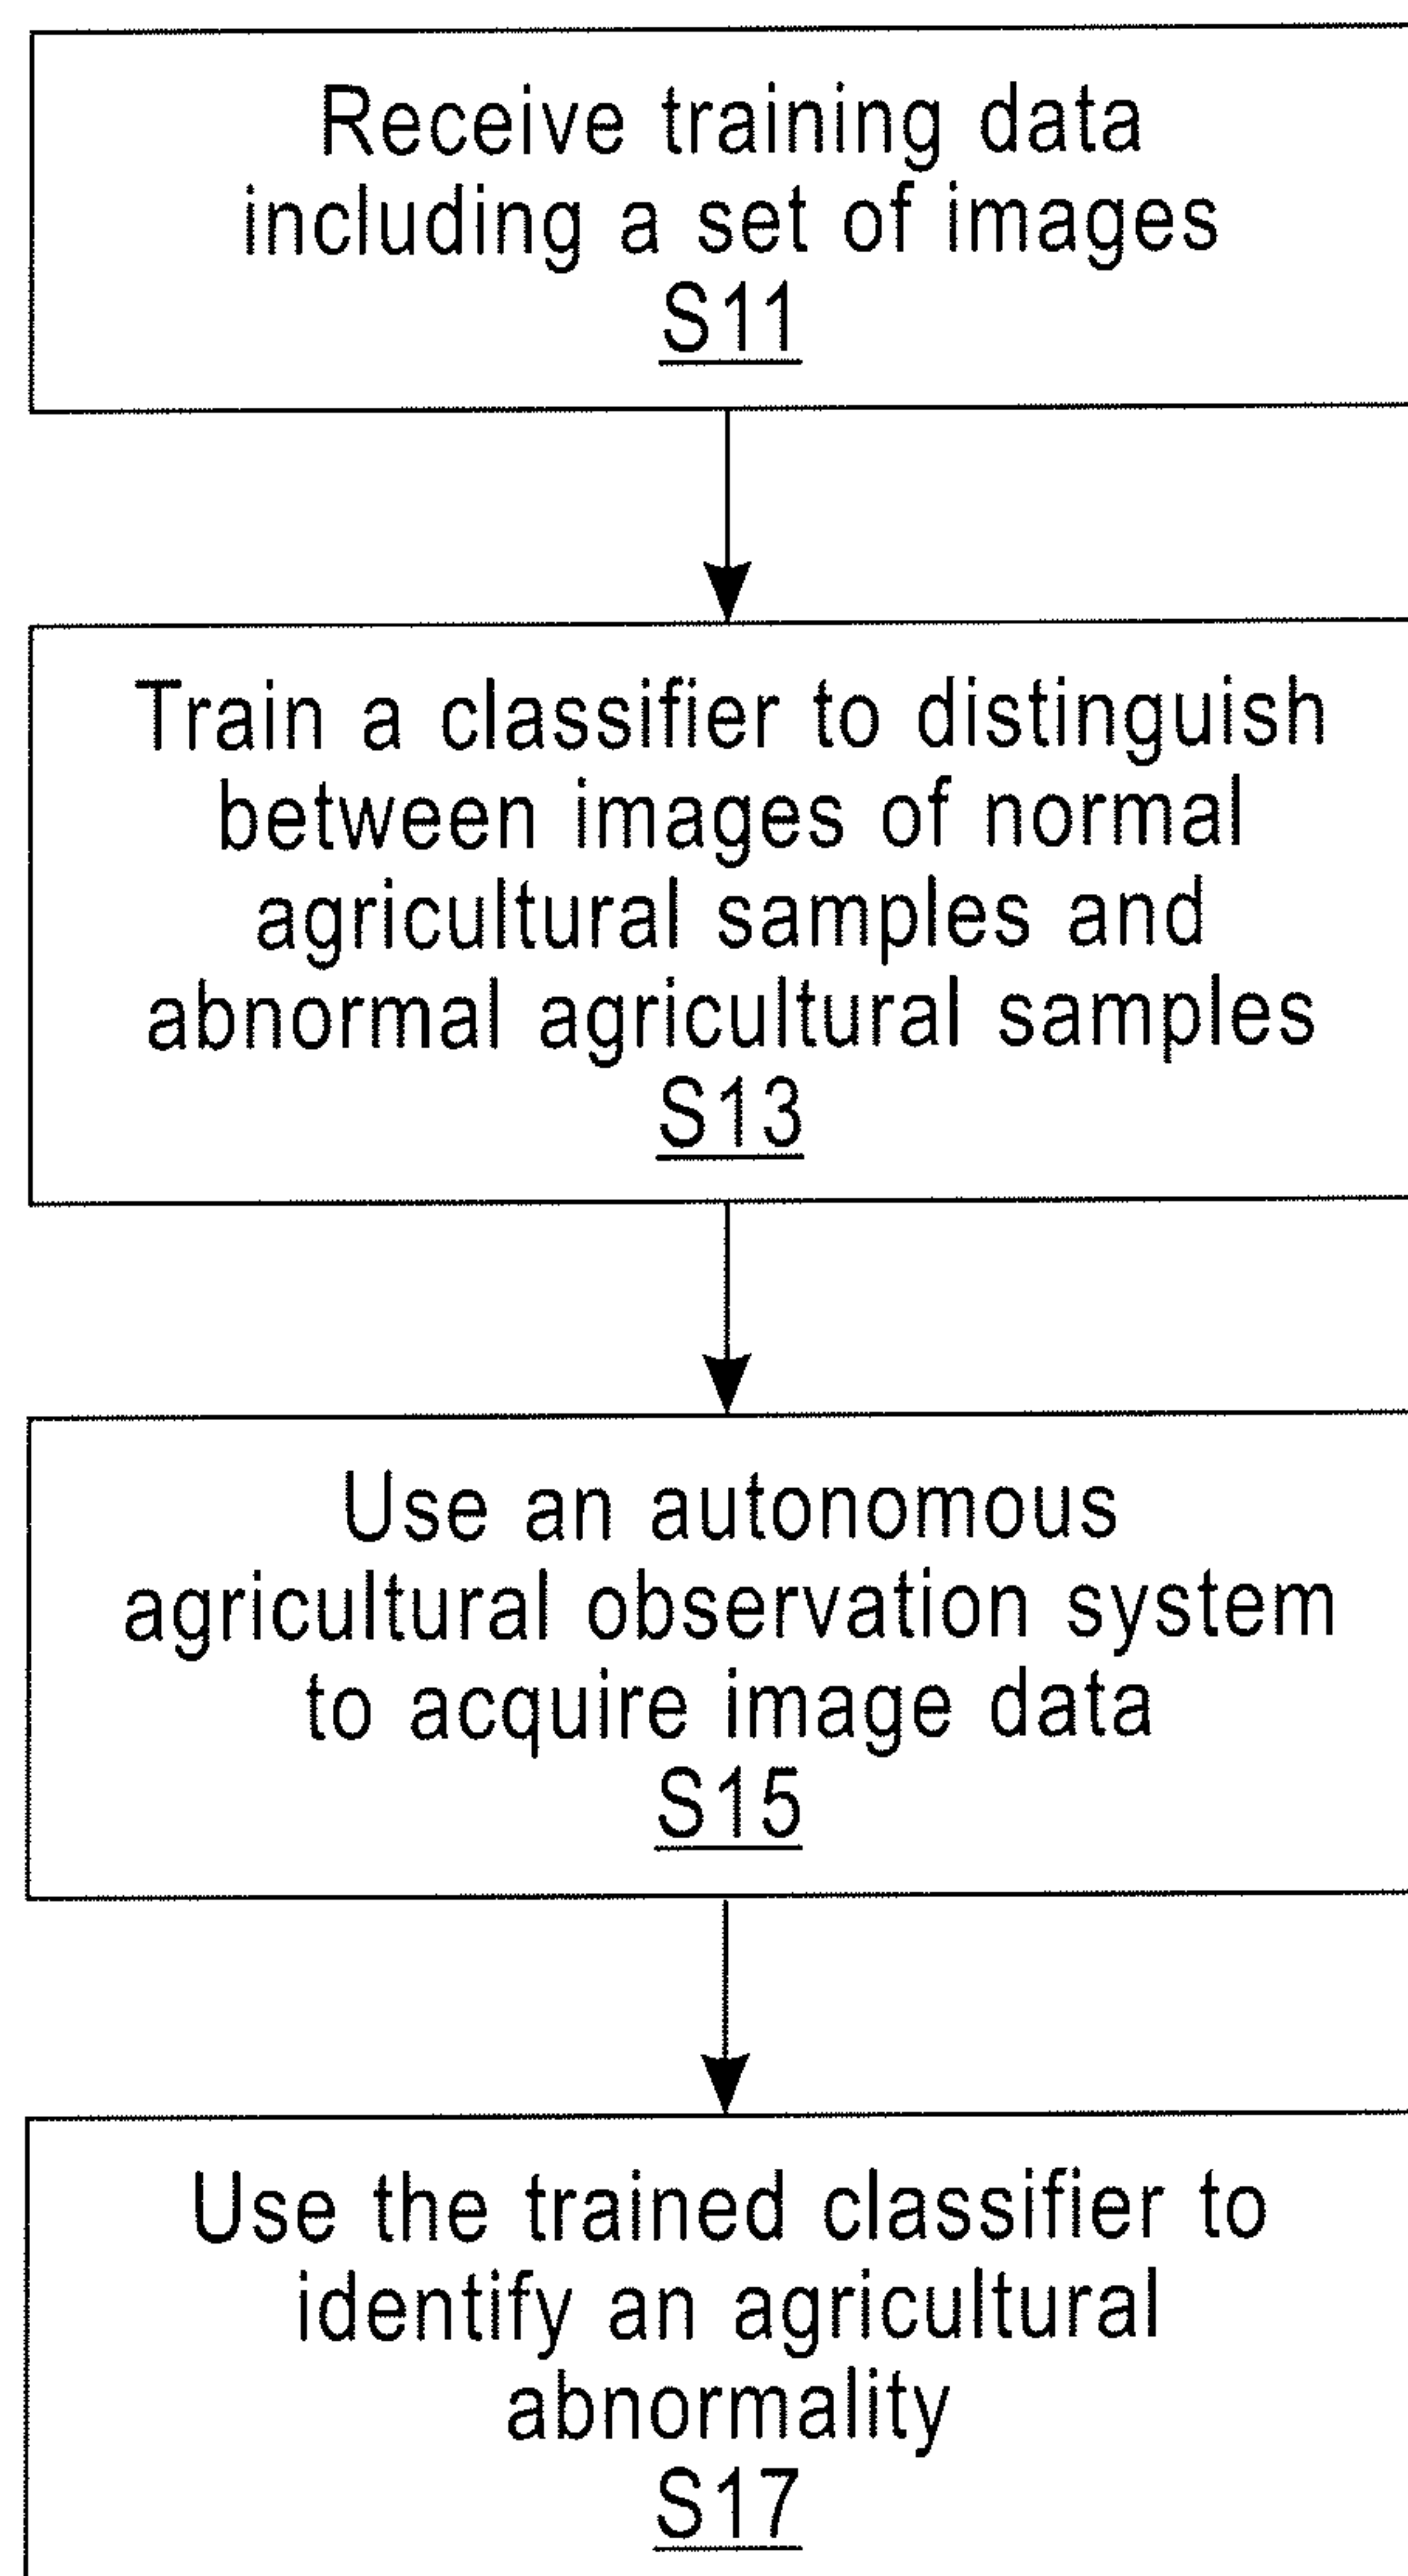 Receive training data
including a set of images
S11
Train a classifier to distinguish
between images of normal
agricultural samples and
abnormal agricultural samples
S13
Use an autonomous
agricultural observation system
to acquire image data
S15
Use the trained classifier to
identify an agricultural
abnormality
S17